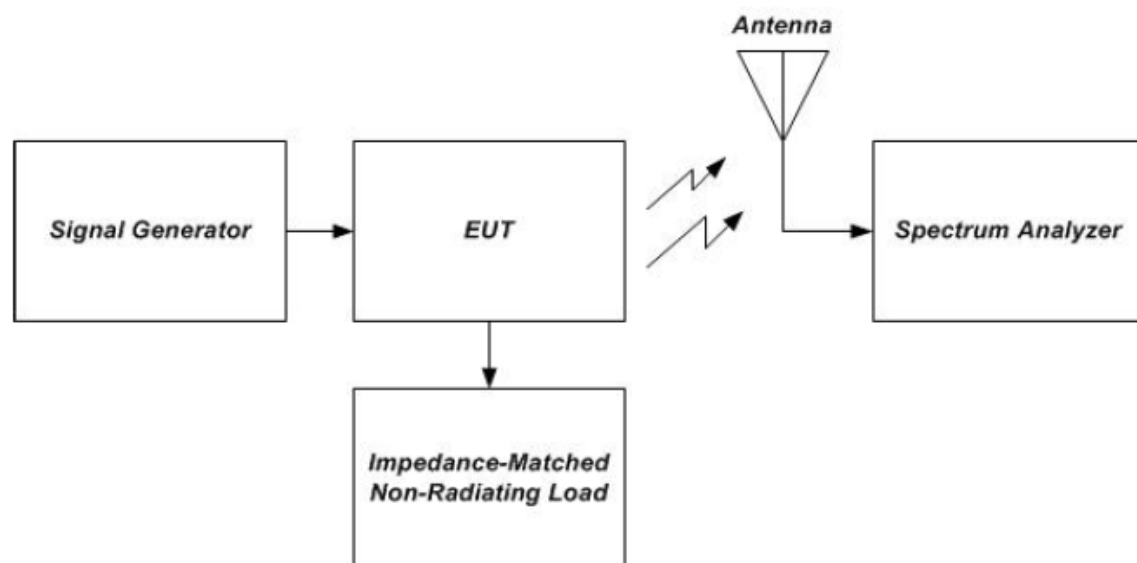 Antenna
Signal Generator
EUT
Spectrum Analyzer
Impedance-Matched
Non-Radiating Load